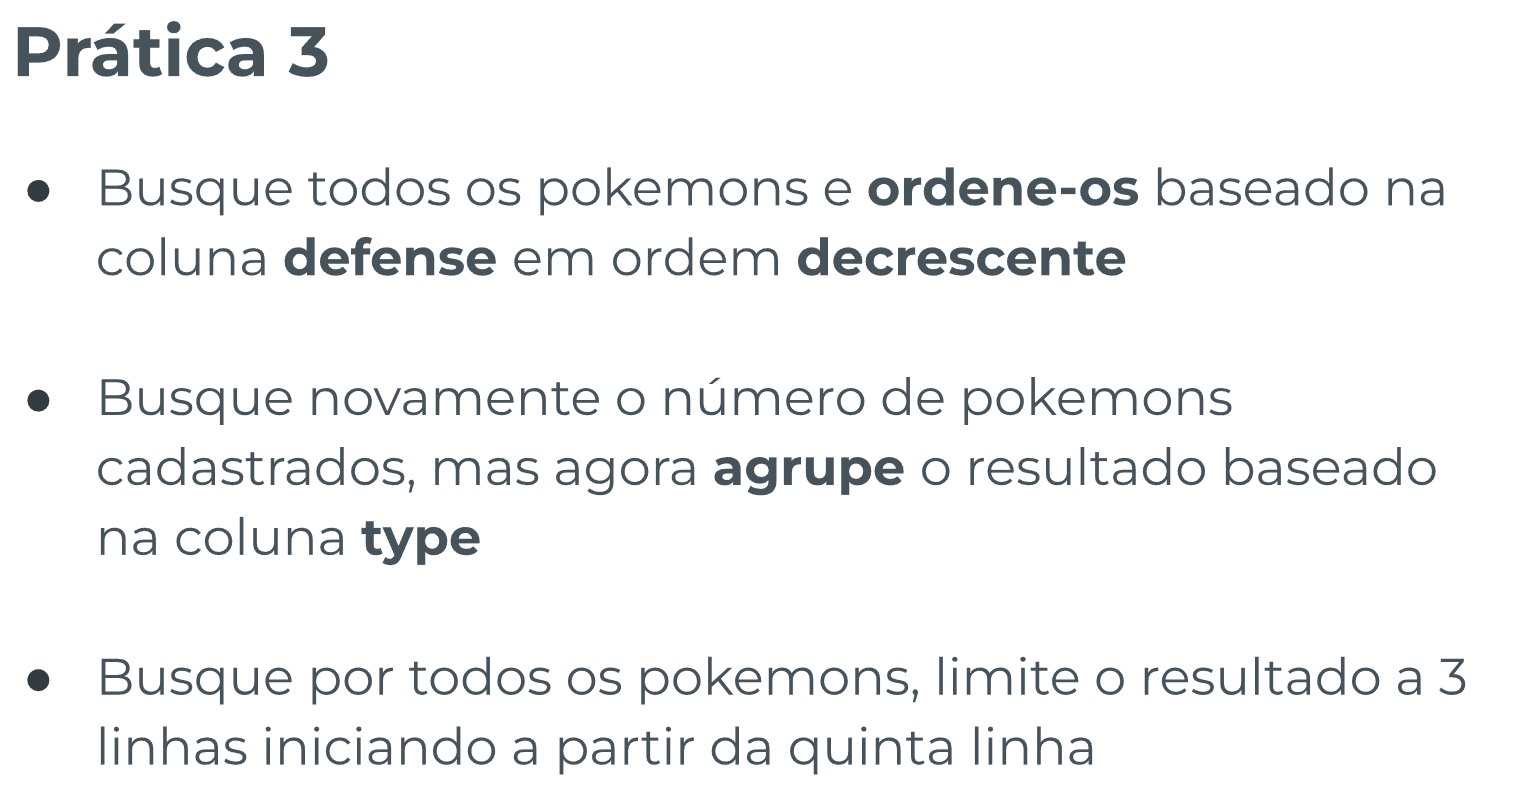 Prática 3
● Busque todos os pokemons e ordene-os baseado na
coluna defense em ordem decrescente
● Busque novamente o número de pokemons
cadastrados, mas agora agrupe o resultado baseado
na coluna type
● Busque por todos os pokemons, limite o resultado a 3
linhas iniciando a partir da quinta linha